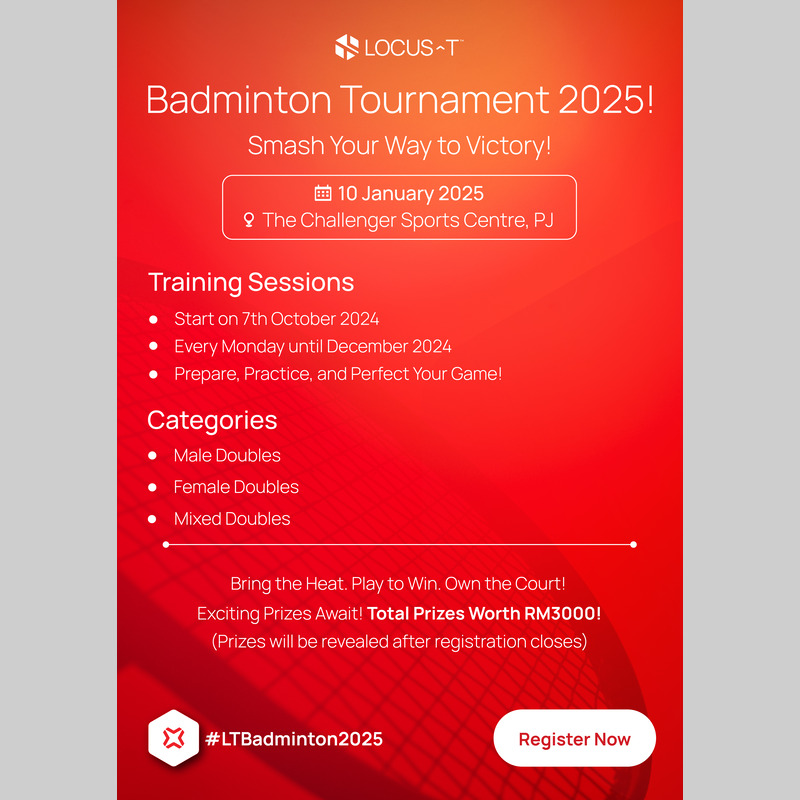 LOCUS-T™
Badminton Tournament 2025!
Smash Your Way to Victory!
10 January 2025
The Challenger Sports Centre, PJ
Training Sessions
Start on 7th October 2024
Every Monday until December 2024
Prepare, Practice, and Perfect Your Game!
Categories
Male Doubles
Female Doubles
Mixed Doubles
Bring the Heat. Play to Win. Own the Court!
Exciting Prizes Await! Total Prizes Worth RM3000!
(Prizes will be revealed after registration closes)
#LTBadminton2025
Register Now